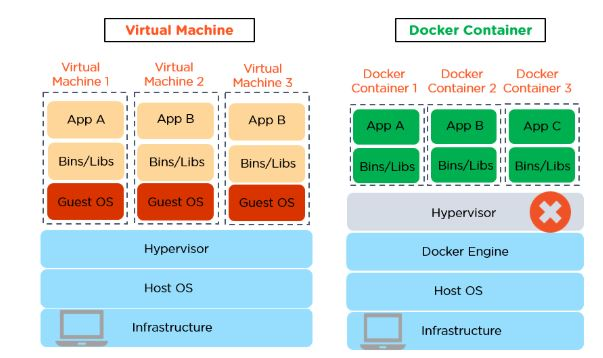 Virtual Machine
Virtual
Machine 1
Virtual
Machine 2
Virtual
Machine 3
App A
App B
App B
Bins/Libs
Bins/Libs
Bins/Libs
Guest OS
Guest OS
Guest OS
Hypervisor
Host OS
Infrastructure
Docker Container
Docker
Container 1
Docker
Container 2
Docker
Container 3
App A
App B
App C
Bins/Libs
Bins/Libs
Bins/Libs
Hypervisor
Docker Engine
Host OS
Infrastructure